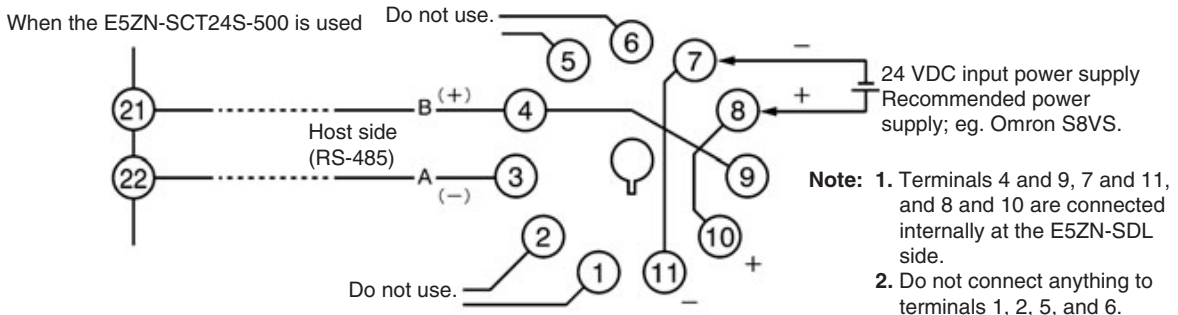 When the E5ZN-SCT24S-500 is used
Do not use.
6
5
7
−
24 VDC input power supply
Recommended power
supply; eg. Omron S8VS.
8
+
21
B (+)
4
Host side
(RS-485)
22
A
(−)
3
9
Note: 1. Terminals 4 and 9, 7 and 11,
and 8 and 10 are connected
internally at the E5ZN-SDL
side.
2. Do not connect anything to
terminals 1, 2, 5, and 6.
2
10
+
1
11
−
Do not use.